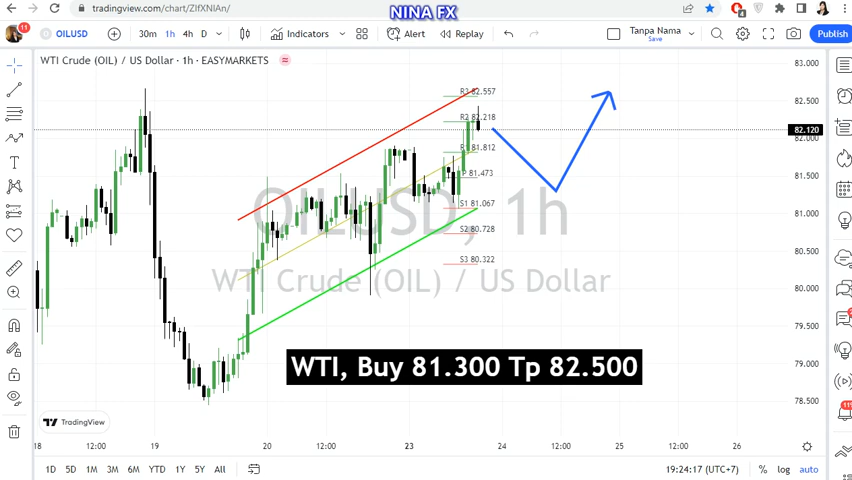 tradingview.com/chart/ZIfXNIAn/
NINA FX
11
OILUSD
30m 1h 4h D
Indicators
Alert
Replay
Tanpa Nama
Save
Publish
WTI Crude (OIL) / US Dollar · 1h · EASYMARKETS
83.000
82.500
82.120
82.000
81.500
81.000
80.500
80.000
79.500
79.000
78.500
R3 82.557
R2 82.218
R1 81.812
P 81.473
S1 81.067
S2 80.728
S3 80.322
OILUSD, 1h
WTI Crude (OIL) / US Dollar
WTI, Buy 81.300 Tp 82.500
TradingView
18 12:00 19 20 12:00 23 24 12:00 25 12:00 26
1D 5D 1M 3M 6M YTD 1Y 5Y All
19:24:17 (UTC+7) % log auto